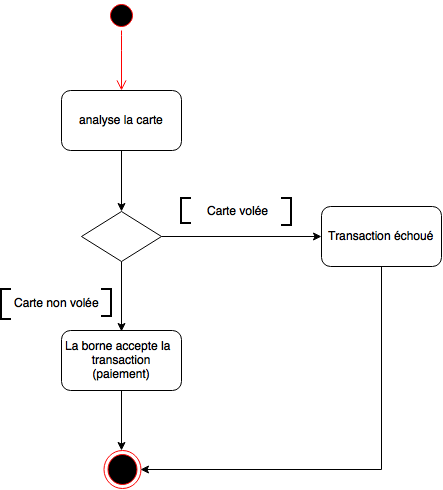 analyse la carte
Carte volée
Transaction échoué
Carte non volée
La borne accepte la
transaction
(paiement)